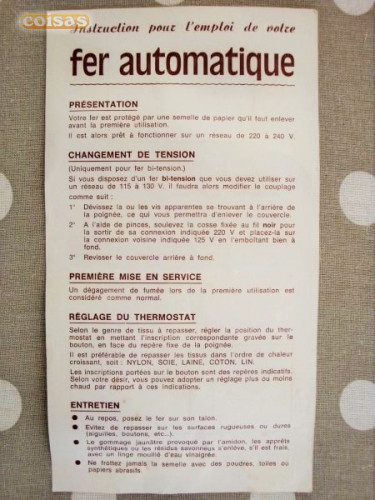 coisas
Instruction pour l'emploi de votre
fer automatique
PRÉSENTATION
Votre fer est protégé par une semelle de papier qu'il faut enlever
avant la première utilisation.
Il est alors prêt à fonctionner sur un réseau de 220 à 240 V.
CHANGEMENT DE TENSION
(Uniquement pour fer bi-tension.)
Si vous disposez d'un fer bi-tension que vous devez utiliser sur
un réseau de 115 à 130 V, il faudra alors modifier le couplage
comme suit :
1° Dévissez la ou les vis apparentes se trouvant à l'arrière de
la poignée, ce qui vous permettra d'enlever le couvercle.
2° A l'aide de pinces, soulevez la cosse fixée au fil noir pour
la sortir de sa connexion indiquée 220 V et placez-la sur
la connexion voisine indiquée 125 V en l'emboîtant bien à
fond.
3° Revisser le couvercle arrière à fond.
PREMIÈRE MISE EN SERVICE
Un dégagement de fumée lors de la première utilisation est
considéré comme normal.
RÉGLAGE DU THERMOSTAT
Selon le genre de tissu à repasser, régler la position du ther-
mostat en mettant l'inscription correspondante gravée sur le
bouton, en face du repère fixe de la poignée.
Il est préférable de repasser les tissus dans l'ordre de chaleur
croissant, soit : NYLON, SOIE, LAINE, COTON, LIN.
Les inscriptions portées sur le bouton sont des repères indicatifs.
Selon votre désir, vous pouvez adopter un réglage plus ou moins
chaud par rapport à ces indications.
ENTRETIEN
● Au repos, posez le fer sur son talon.
● Evitez de repasser sur les surfaces rugueuses ou dures
(aiguilles, boutons, etc...).
● Le gommage jaunâtre provoqué par l'amidon, les apprêts
synthétiques ou les résidus savonneux s'enlève, s'il est frais,
avec un linge mouillé d'eau vinaigrée.
● Ne frottez jamais la semelle avec des poudres, toiles ou
papiers abrasifs.